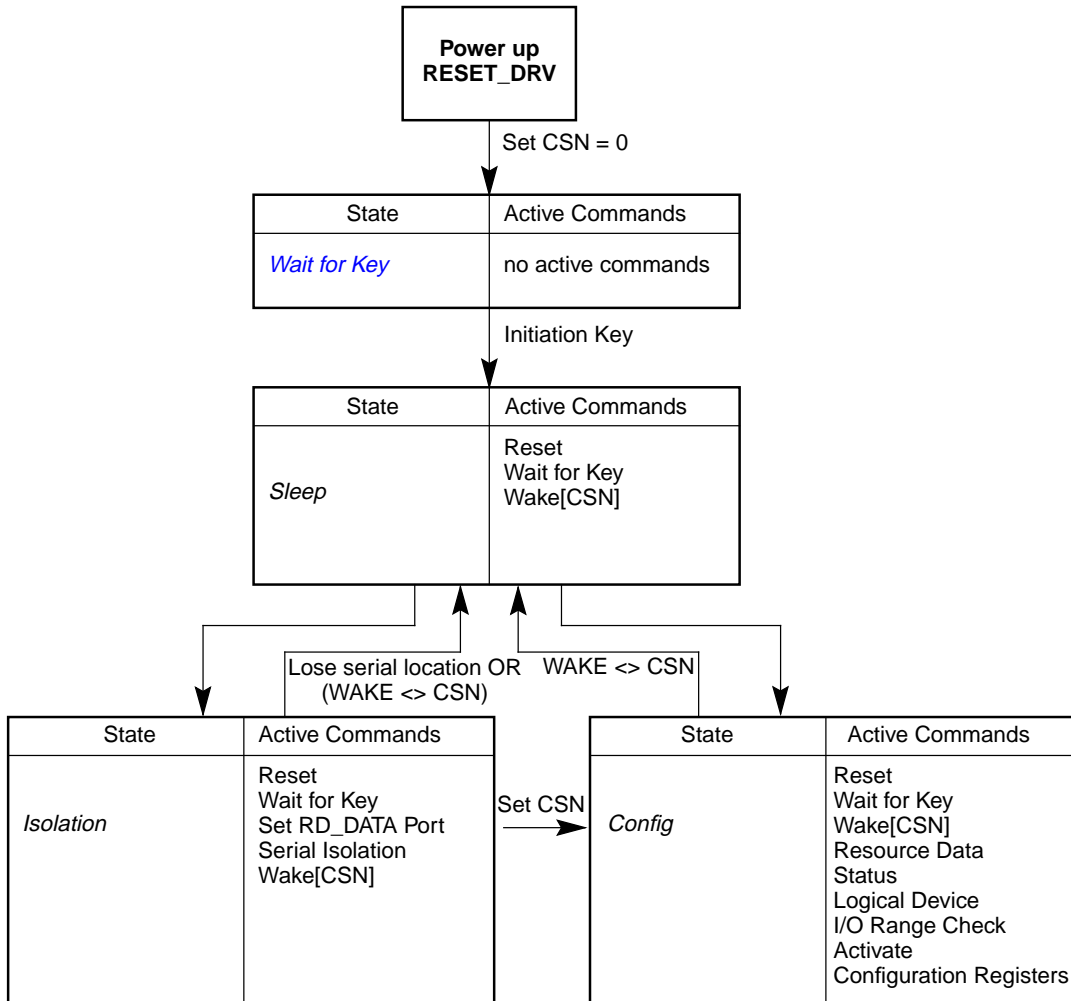 Power up
RESET_DRV
Set CSN = 0
State Active Commands
Wait for Key no active commands
Initiation Key
State Active Commands
Sleep
Reset
Wait for Key
Wake[CSN]
Lose serial location OR
(WAKE <> CSN)
WAKE <> CSN
State Active Commands
Isolation
Reset
Wait for Key
Set RD_DATA Port
Serial Isolation
Wake[CSN]
Set CSN
State Active Commands
Config
Reset
Wait for Key
Wake[CSN]
Resource Data
Status
Logical Device
I/O Range Check
Activate
Configuration Registers